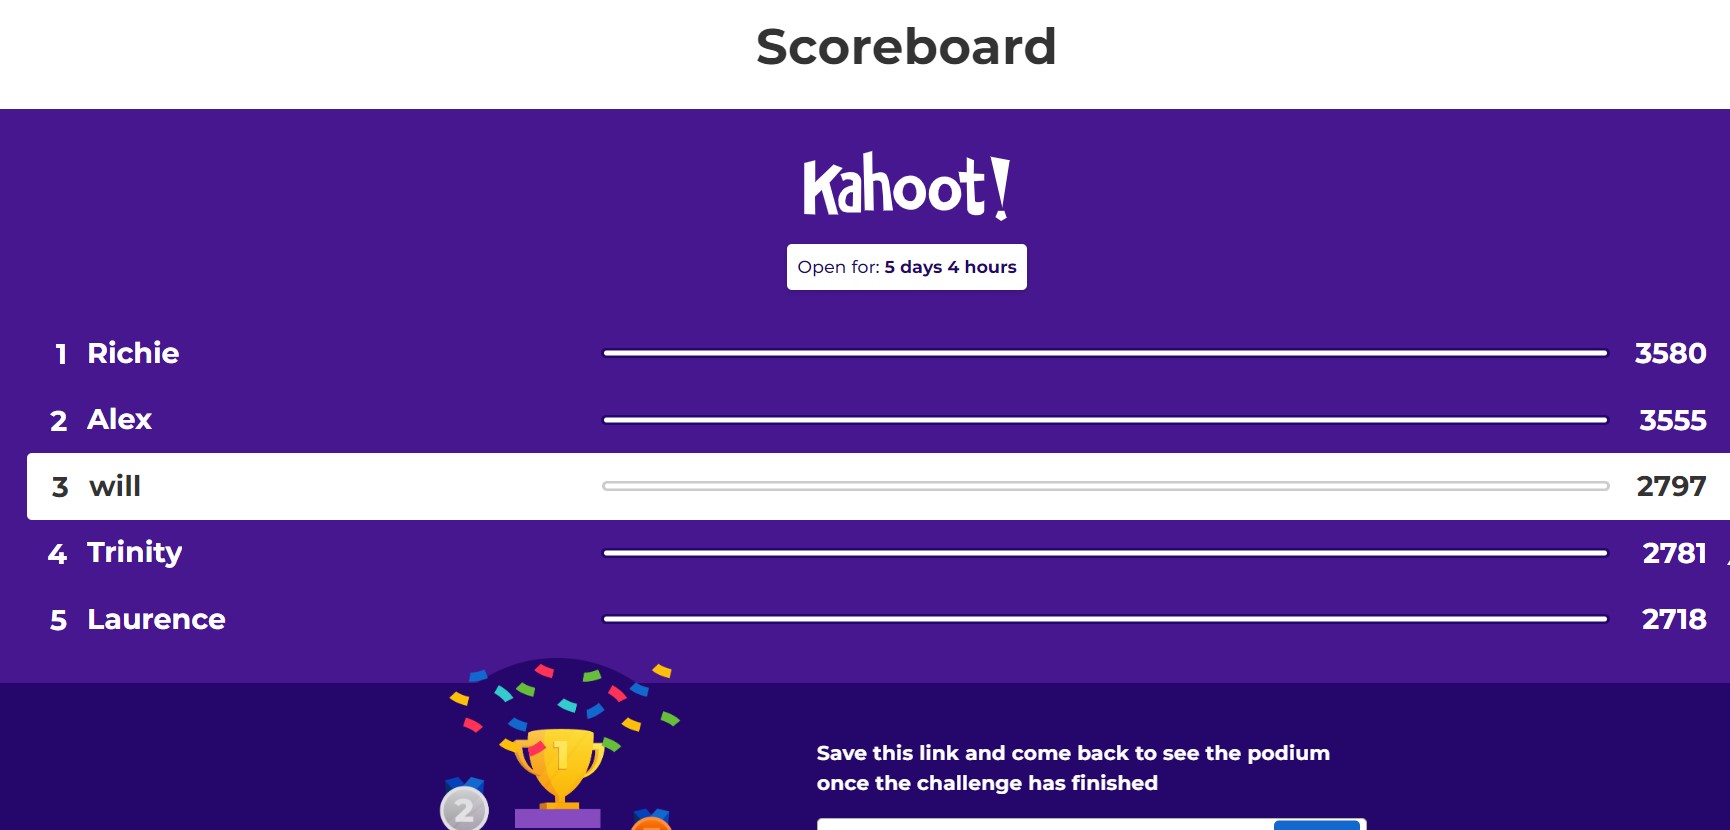 Scoreboard
Kahoot!
Open for: 5 days 4 hours
1 Richie 3580
2 Alex 3555
3 will 2797
4 Trinity 2781
5 Laurence 2718
1
2
Save this link and come back to see the podium
once the challenge has finished